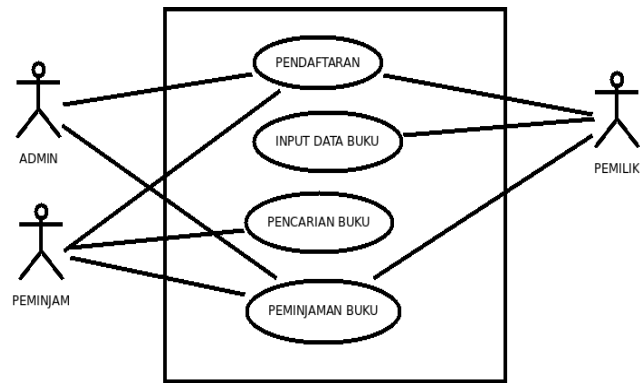 PENDAFTARAN
INPUT DATA BUKU
ADMIN
PEMILIK
PENCARIAN BUKU
PEMINJAM
PEMINJAMAN BUKU